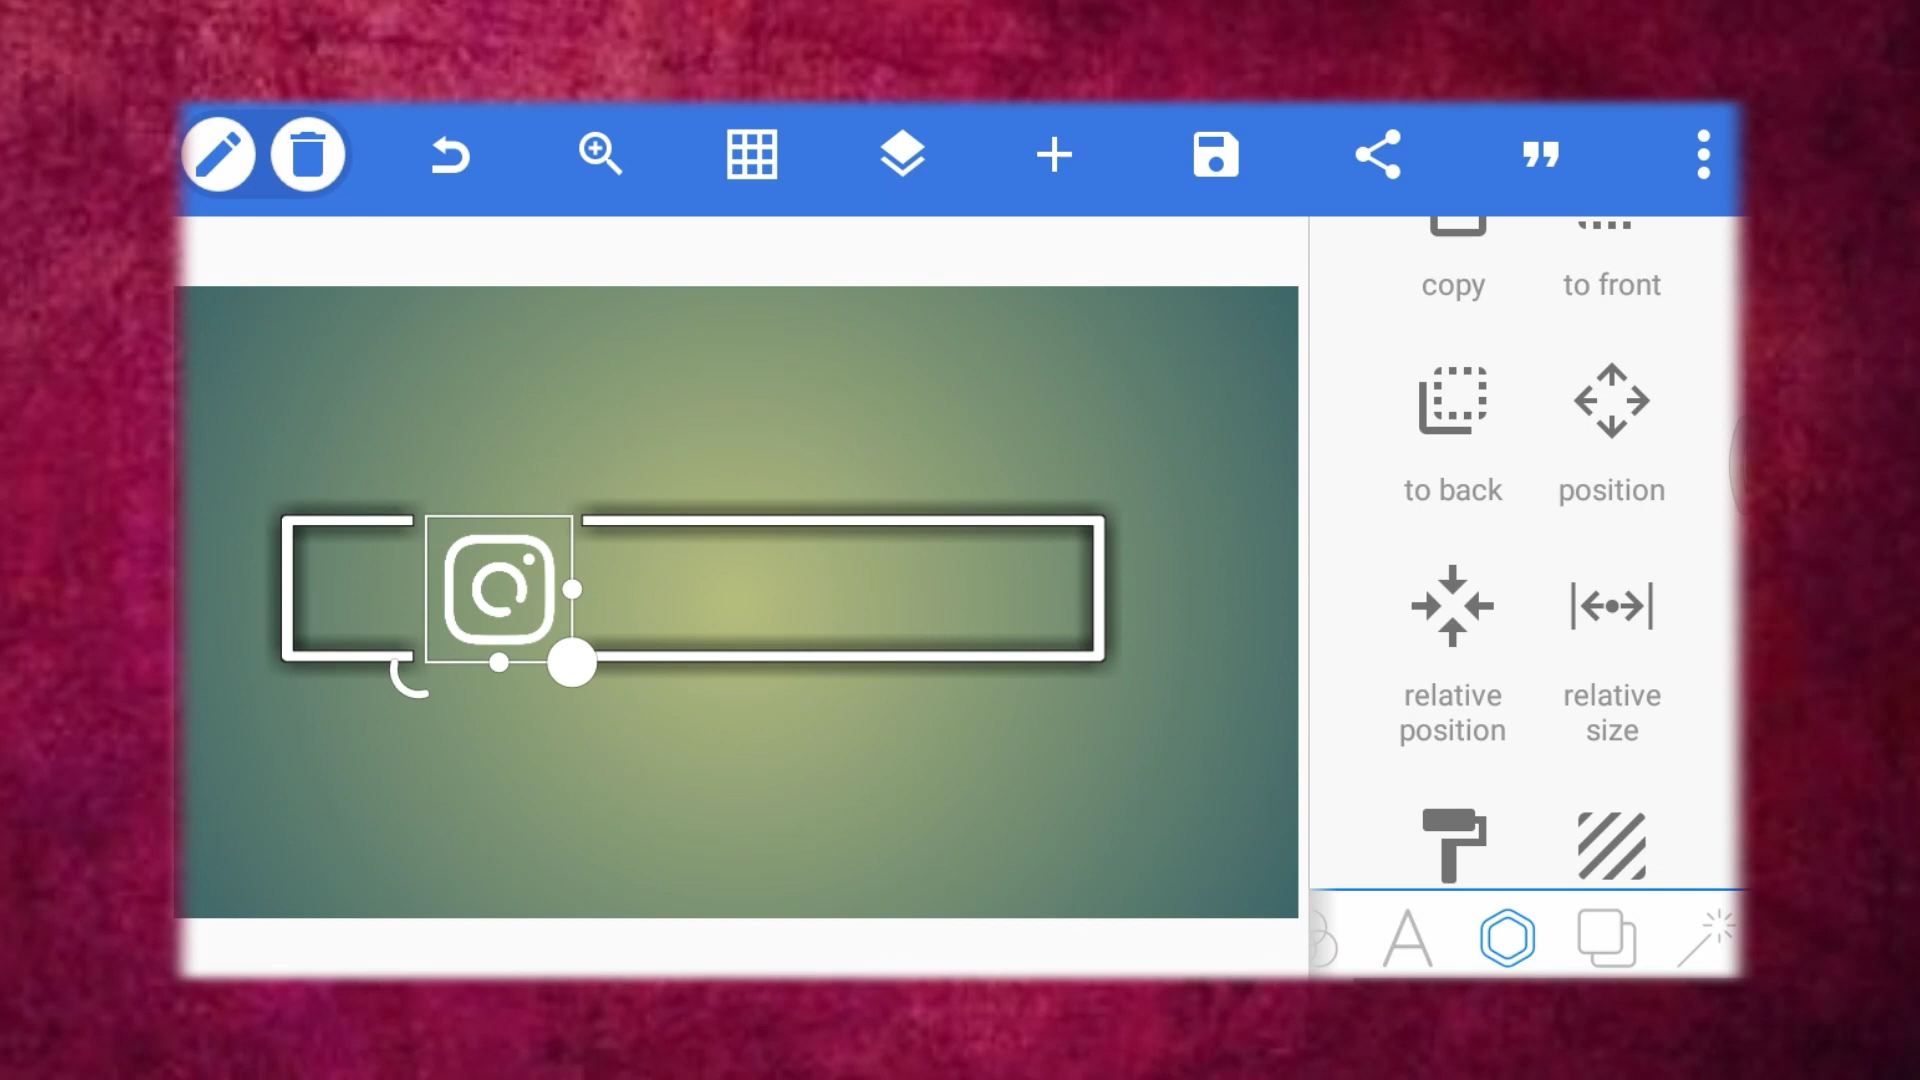 copy
to front
to back
position
relative
position
relative
size